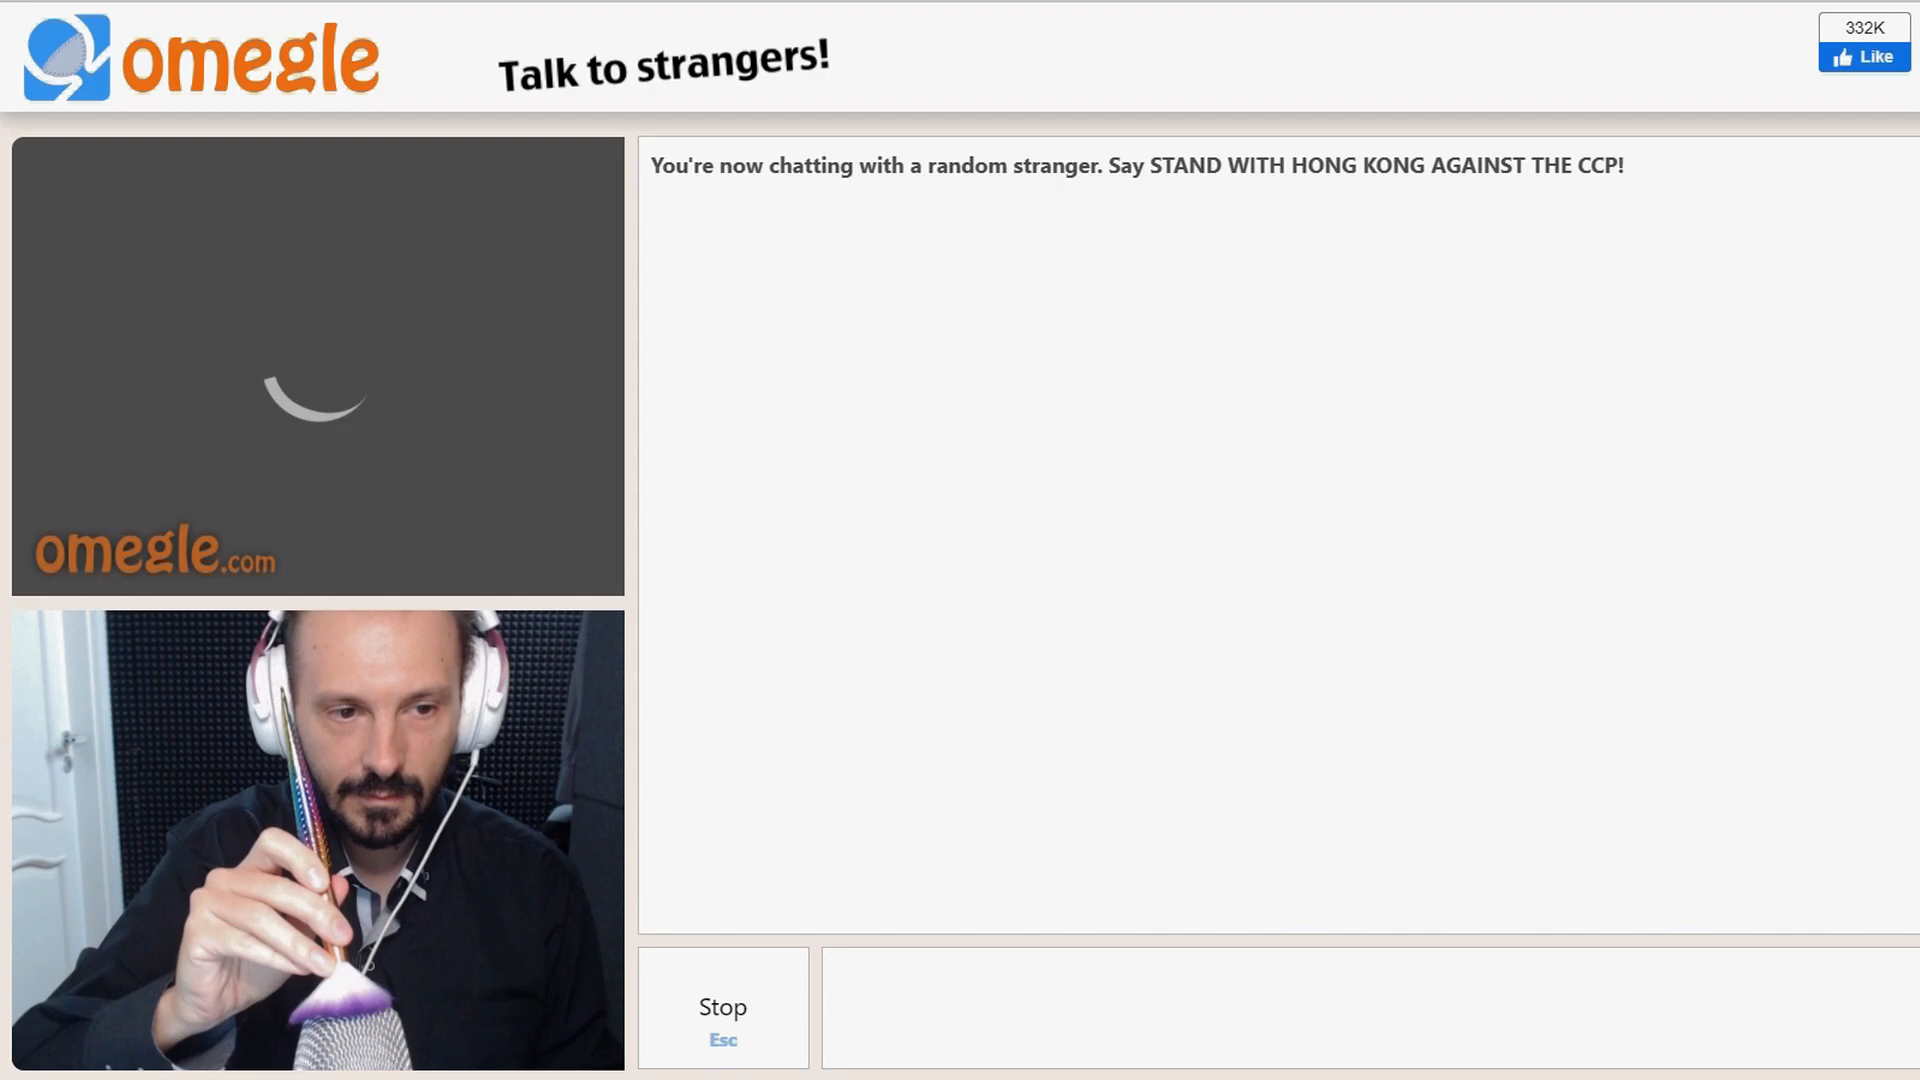 omegle
Talk to strangers!
332K
Like
You're now chatting with a random stranger. Say STAND WITH HONG KONG AGAINST THE CCP!
omegle.com
Stop
Esc